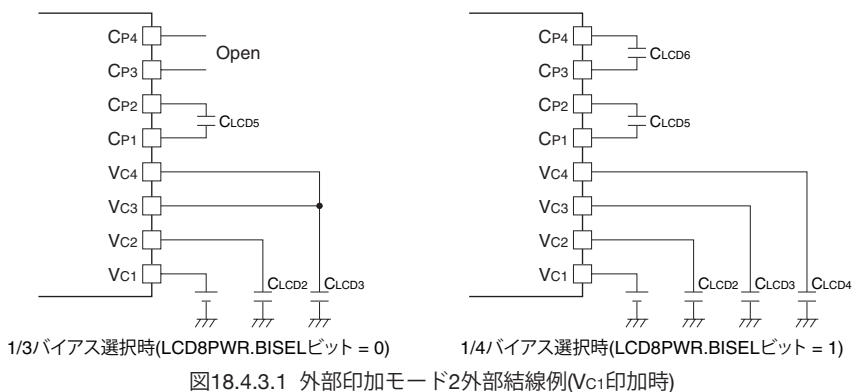 CP4
CP3
Open
CP2
CLCD5
CP1
VC4
VC3
VC2
VC1
CLCD2
CLCD3
1/3バイアス選択時(LCD8PWR.BISELビット = 0)
CP4
CLCD6
CP3
CP2
CLCD5
CP1
VC4
VC3
VC2
VC1
CLCD2
CLCD3
CLCD4
1/4バイアス選択時(LCD8PWR.BISELビット = 1)
図18.4.3.1 外部印加モード2外部結線例(VC1印加時)